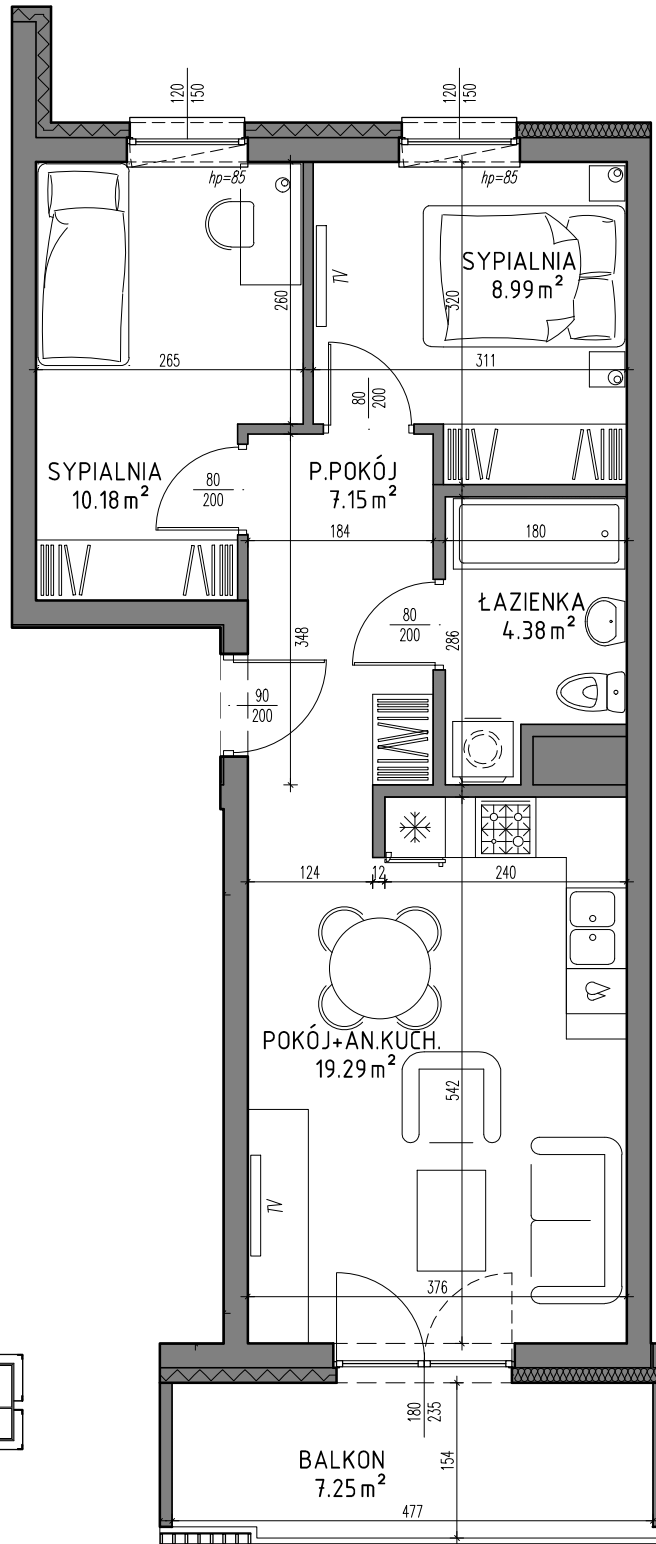 120
150
120
150
hp=85
hp=85
SYPIALNIA
8.99 m²
TV
260
320
265
311
80
200
SYPIALNIA
10.18 m²
80
200
P.POKÓJ
7.15 m²
184
180
ŁAZIENKA
4.38 m²
80
200
348
286
90
200
124
12
240
POKÓJ+AN.KUCH.
19.29 m²
542
TV
376
180
235
BALKON
7.25 m²
154
477